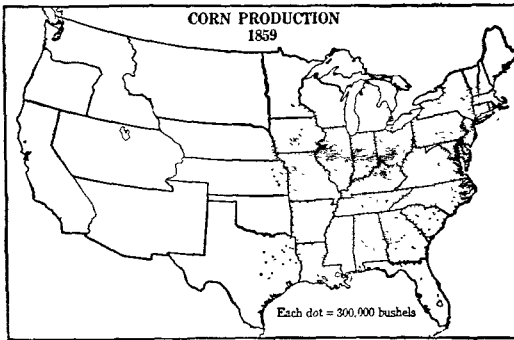 CORN PRODUCTION
1859
Each dot = 300,000 bushels